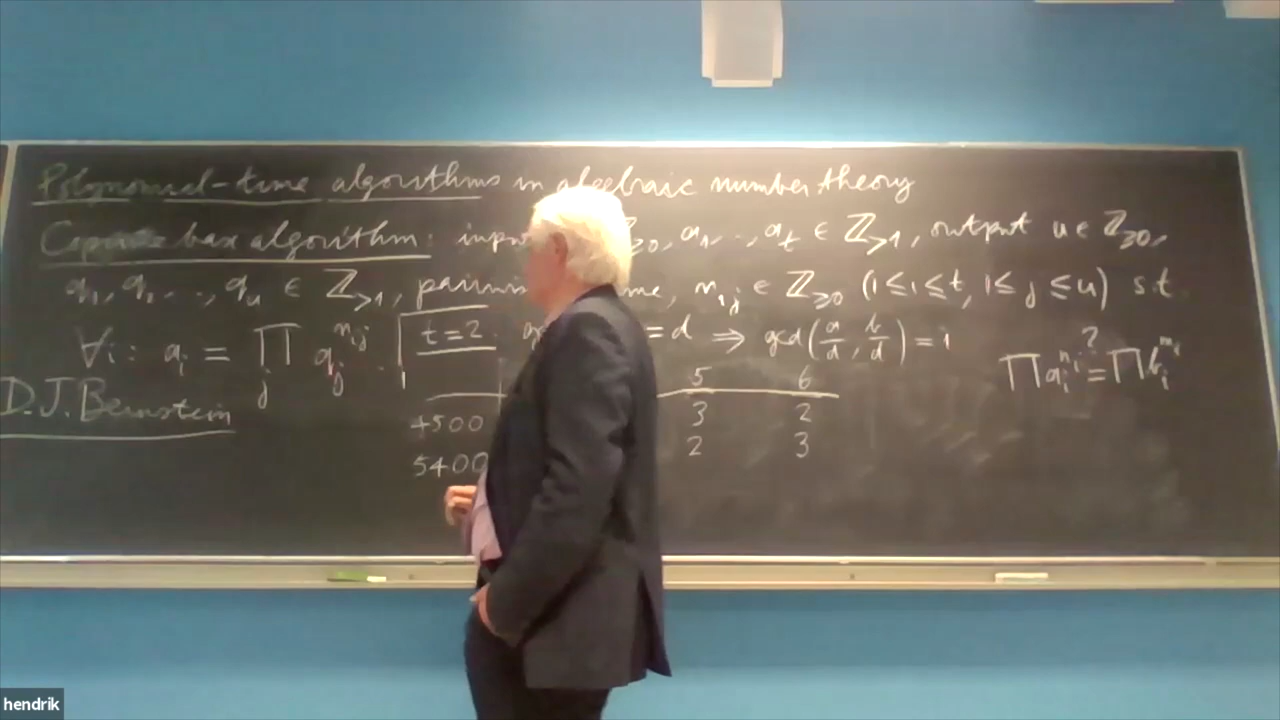 Polynomial-time algorithms in algebraic number theory
base algorithm: input ℤ≥0, a₁, .., aₜ ∈ ℤ>1, output u ∈ ℤ≥0,
q₁, q₂, .., qᵤ ∈ ℤ>1, pairwise, nᵢⱼ ∈ ℤ≥0 (1≤i≤t, 1≤j≤u) s.t.
∀i: aᵢ = ∏ⱼ qⱼ^nᵢⱼ. t=2. = d ⇒ gcd(a/d, b/d) = 1
∏aᵢ^nᵢ ?= ∏bᵢ^mᵢ
D.J. Bernstein
5 6
4500 3 2
5400 2 3
hendrik